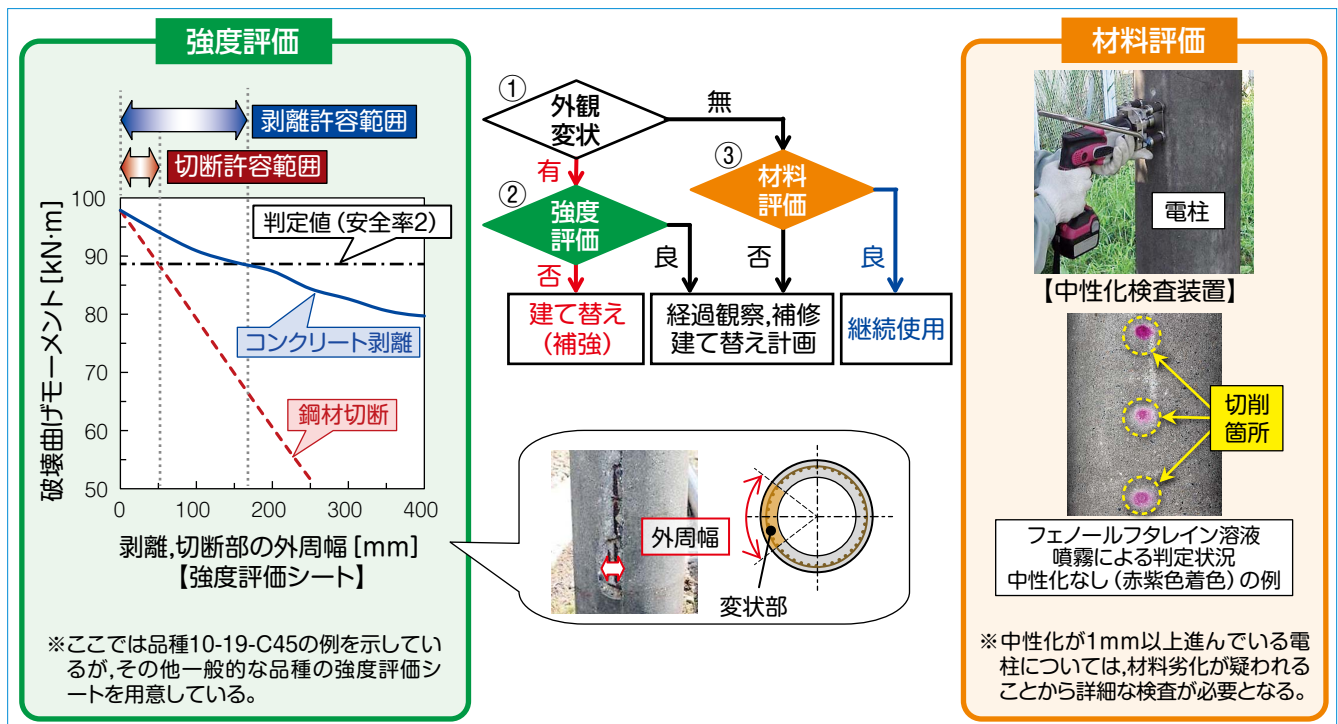 強度評価
剥離許容範囲
切断許容範囲
判定値（安全率2）
100
90
80
70
60
50
0
100
200
300
400
破壊曲げモーメント［kN·m］
コンクリート剥離
鋼材切断
剥離,切断部の外周幅［mm］
【強度評価シート】
※ここでは品種10-19-C45の例を示してい
るが,その他一般的な品種の強度評価シ
ートを用意している。
①
外観
変状
無
有
②
強度
評価
③
材料
評価
否
良
否
良
建て替え
（補強）
経過観察,補修
建て替え計画
継続使用
外周幅
変状部
材料評価
電柱
【中性化検査装置】
切削
箇所
フェノールフタレイン溶液
噴霧による判定状況
中性化なし（赤紫色着色）の例
※中性化が1mm以上進んでいる電
柱については,材料劣化が疑われる
ことから詳細な検査が必要となる。